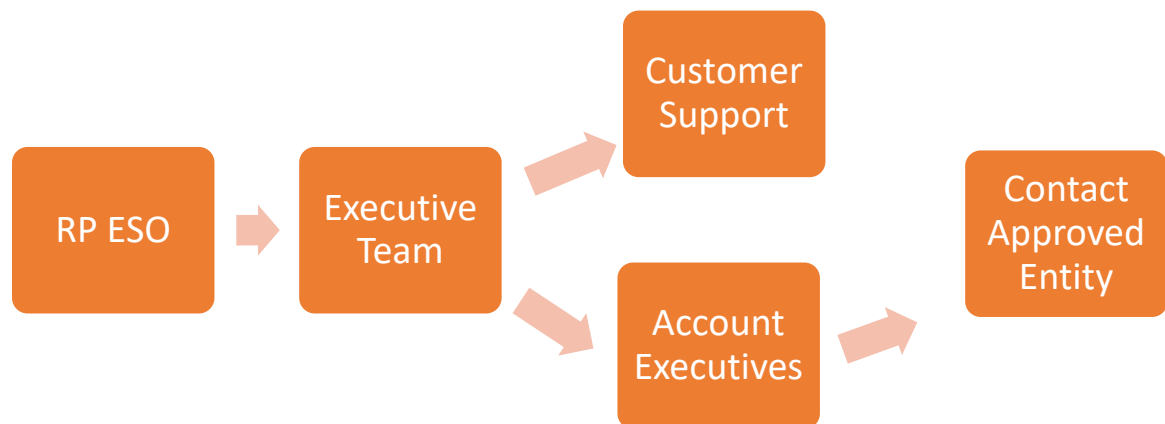 RP ESO
Executive
Team
Customer
Support
Account
Executives
Contact
Approved
Entity